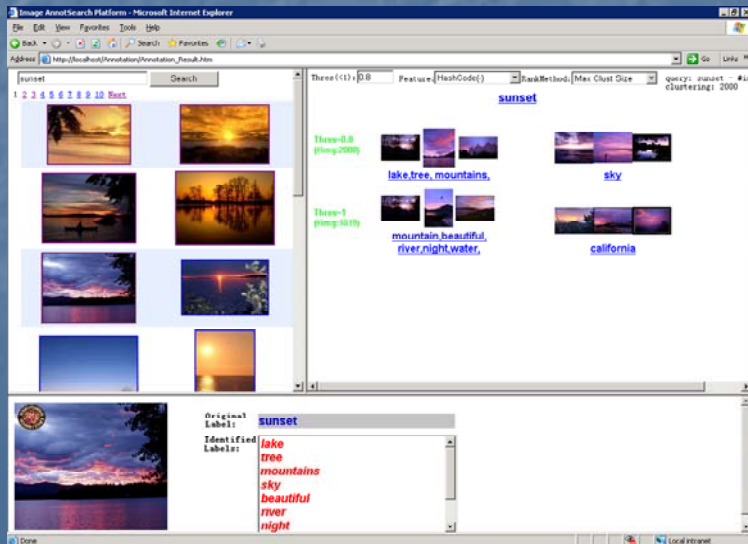 Image AnnotSearch Platform - Microsoft Internet Explorer
File Edit View Favorites Tools Help
Back Search Favorites
Address http://localhost/Annotation/Annotation_Result.htm Go Links
sunset Search
1 2 3 4 5 6 7 8 9 10 Next
Thres(<1): 0.8 Feature: HashCode(-) RankMethod: Max Clust Size query: sunset - #i
clustering: 2000
sunset
Thres=0.8
(#img:2000)
lake,tree, mountains,
sky
Thres=1
mountain,beautiful,
river,night,water,
california
Original
Label:
sunset
Identified
Labels:
lake
tree
mountains
sky
beautiful
river
night
Done Local intranet